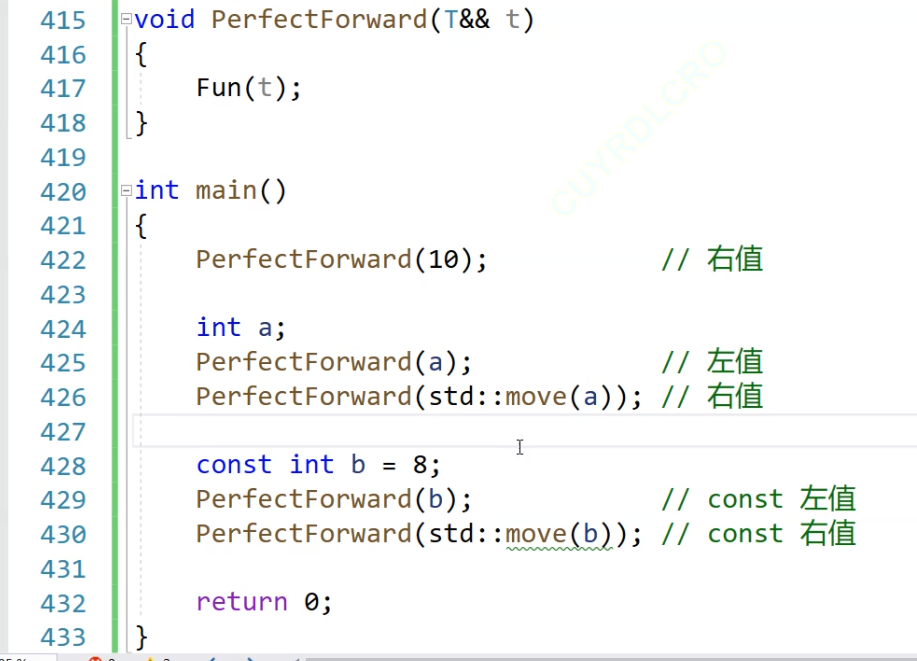 415 void PerfectForward(T&& t)
416 {
417 Fun(t);
418 }
419
420 int main()
421 {
422 PerfectForward(10); // 右值
423
424 int a;
425 PerfectForward(a); // 左值
426 PerfectForward(std::move(a)); // 右值
427
428 const int b = 8;
429 PerfectForward(b); // const 左值
430 PerfectForward(std::move(b)); // const 右值
431
432 return 0;
433 }
CUYRDLCRO